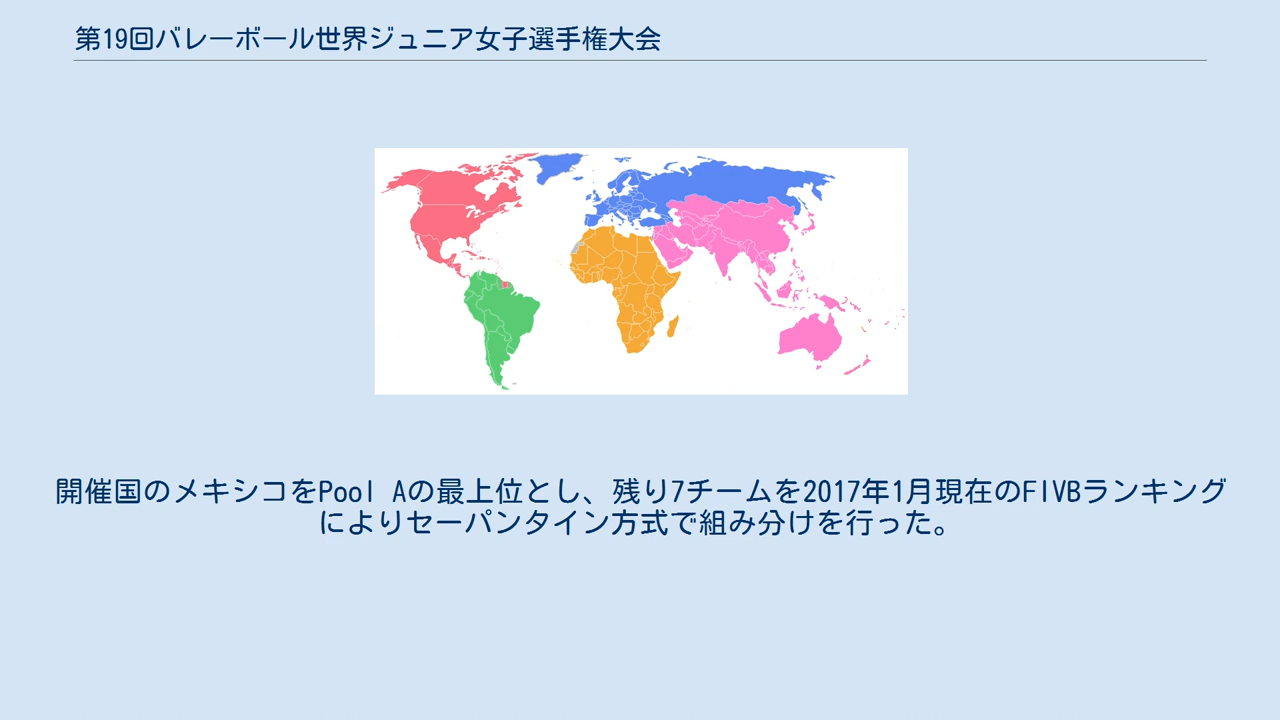 第19回バレーボール世界ジュニア女子選手権大会
開催国のメキシコをPool Aの最上位とし、残り7チームを2017年1月現在のFIVBランキング
によりセーパンタイン方式で組み分けを行った。